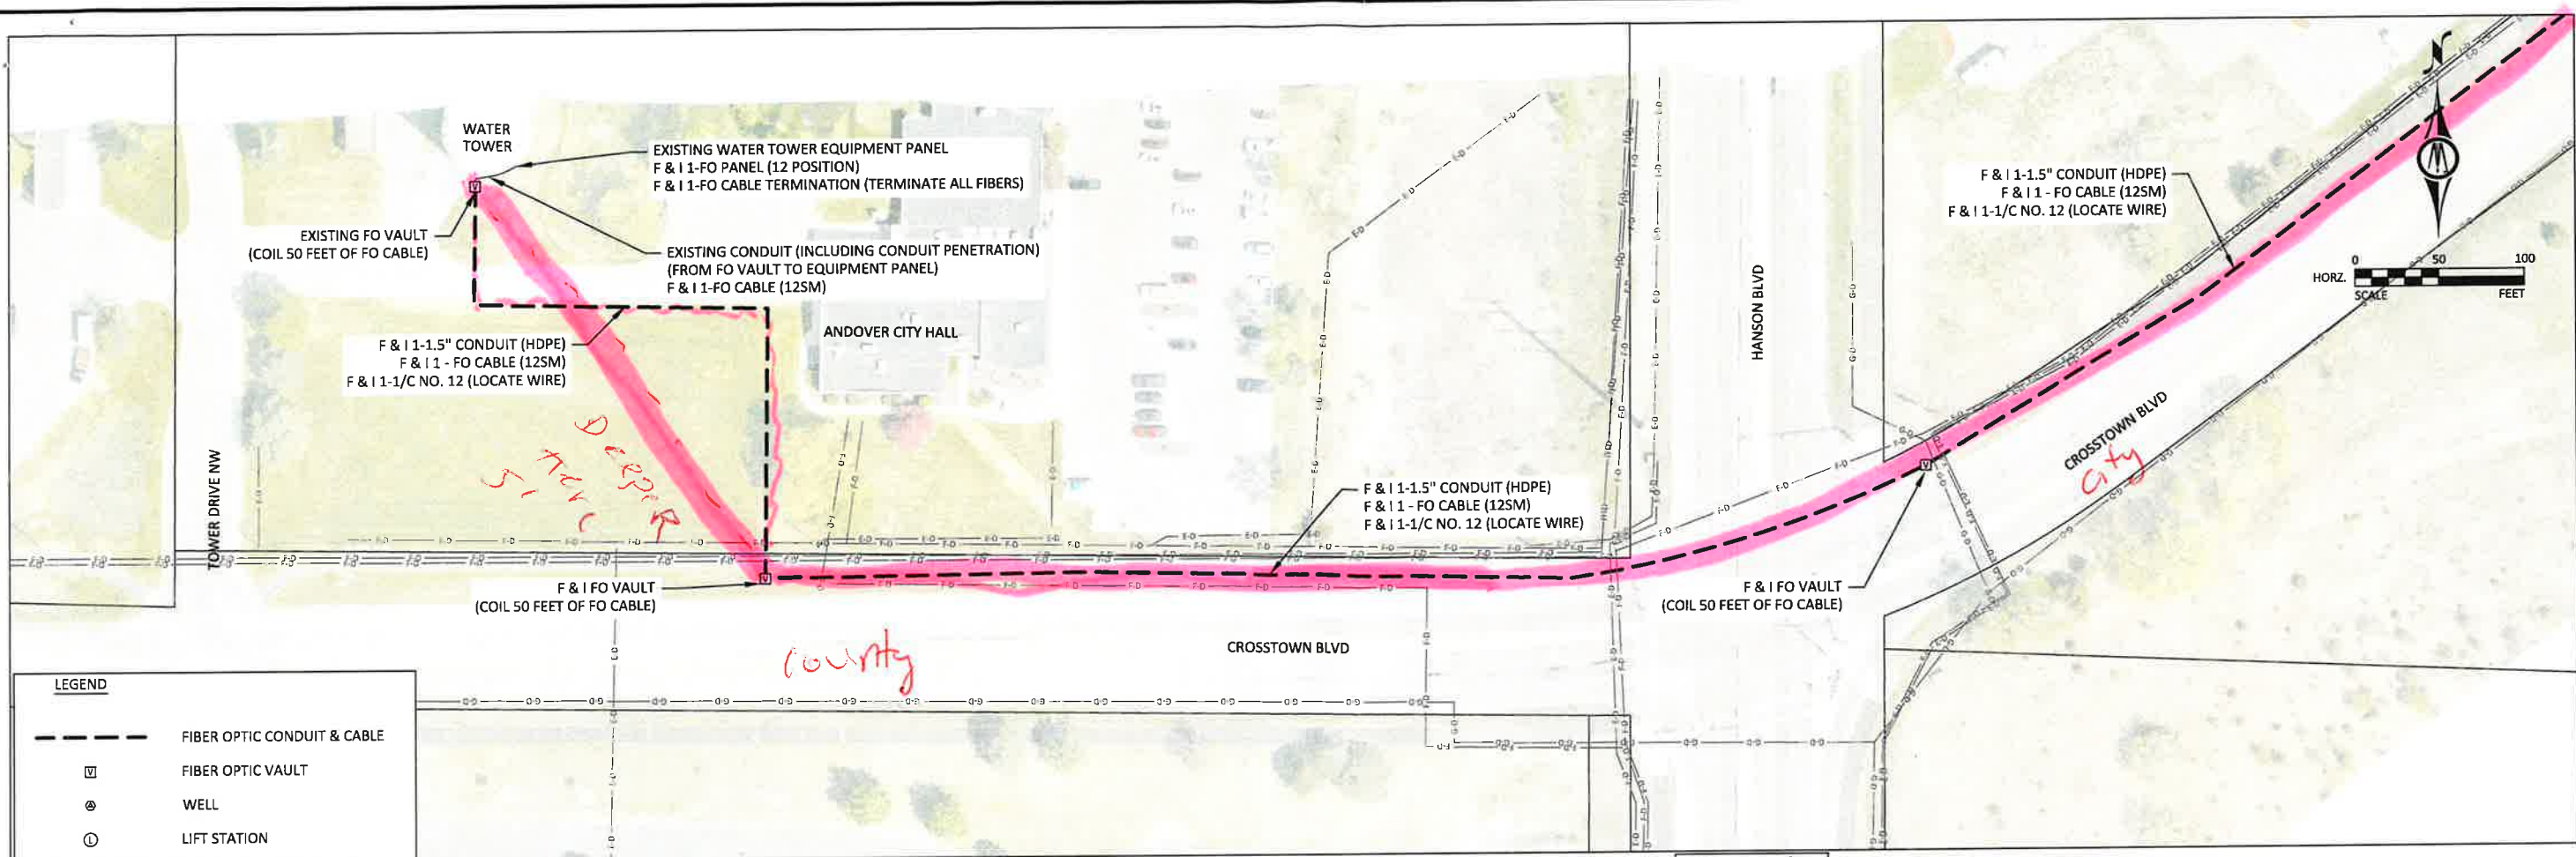 WATER
TOWER
EXISTING WATER TOWER EQUIPMENT PANEL
F & I 1-FO PANEL (12 POSITION)
F & I 1-FO CABLE TERMINATION (TERMINATE ALL FIBERS)
EXISTING FO VAULT
(COIL 50 FEET OF FO CABLE)
EXISTING CONDUIT (INCLUDING CONDUIT PENETRATION)
(FROM FO VAULT TO EQUIPMENT PANEL)
F & I 1-FO CABLE (12SM)
F & I 1-1.5" CONDUIT (HDPE)
F & I 1 - FO CABLE (12SM)
F & I 1-1/C NO. 12 (LOCATE WIRE)
ANDOVER CITY HALL
HANSON BLVD
F & I 1-1.5" CONDUIT (HDPE)
F & I 1 - FO CABLE (12SM)
F & I 1-1/C NO. 12 (LOCATE WIRE)
N
0 50 100
HORZ.
SCALE FEET
TOWER DRIVE NW
Deeper
Here
5'
F & I 1-1.5" CONDUIT (HDPE)
F & I 1 - FO CABLE (12SM)
F & I 1-1/C NO. 12 (LOCATE WIRE)
CROSSTOWN BLVD
City
F & I FO VAULT
(COIL 50 FEET OF FO CABLE)
F & I FO VAULT
(COIL 50 FEET OF FO CABLE)
County
CROSSTOWN BLVD
LEGEND
FIBER OPTIC CONDUIT & CABLE
V FIBER OPTIC VAULT
WELL
L LIFT STATION